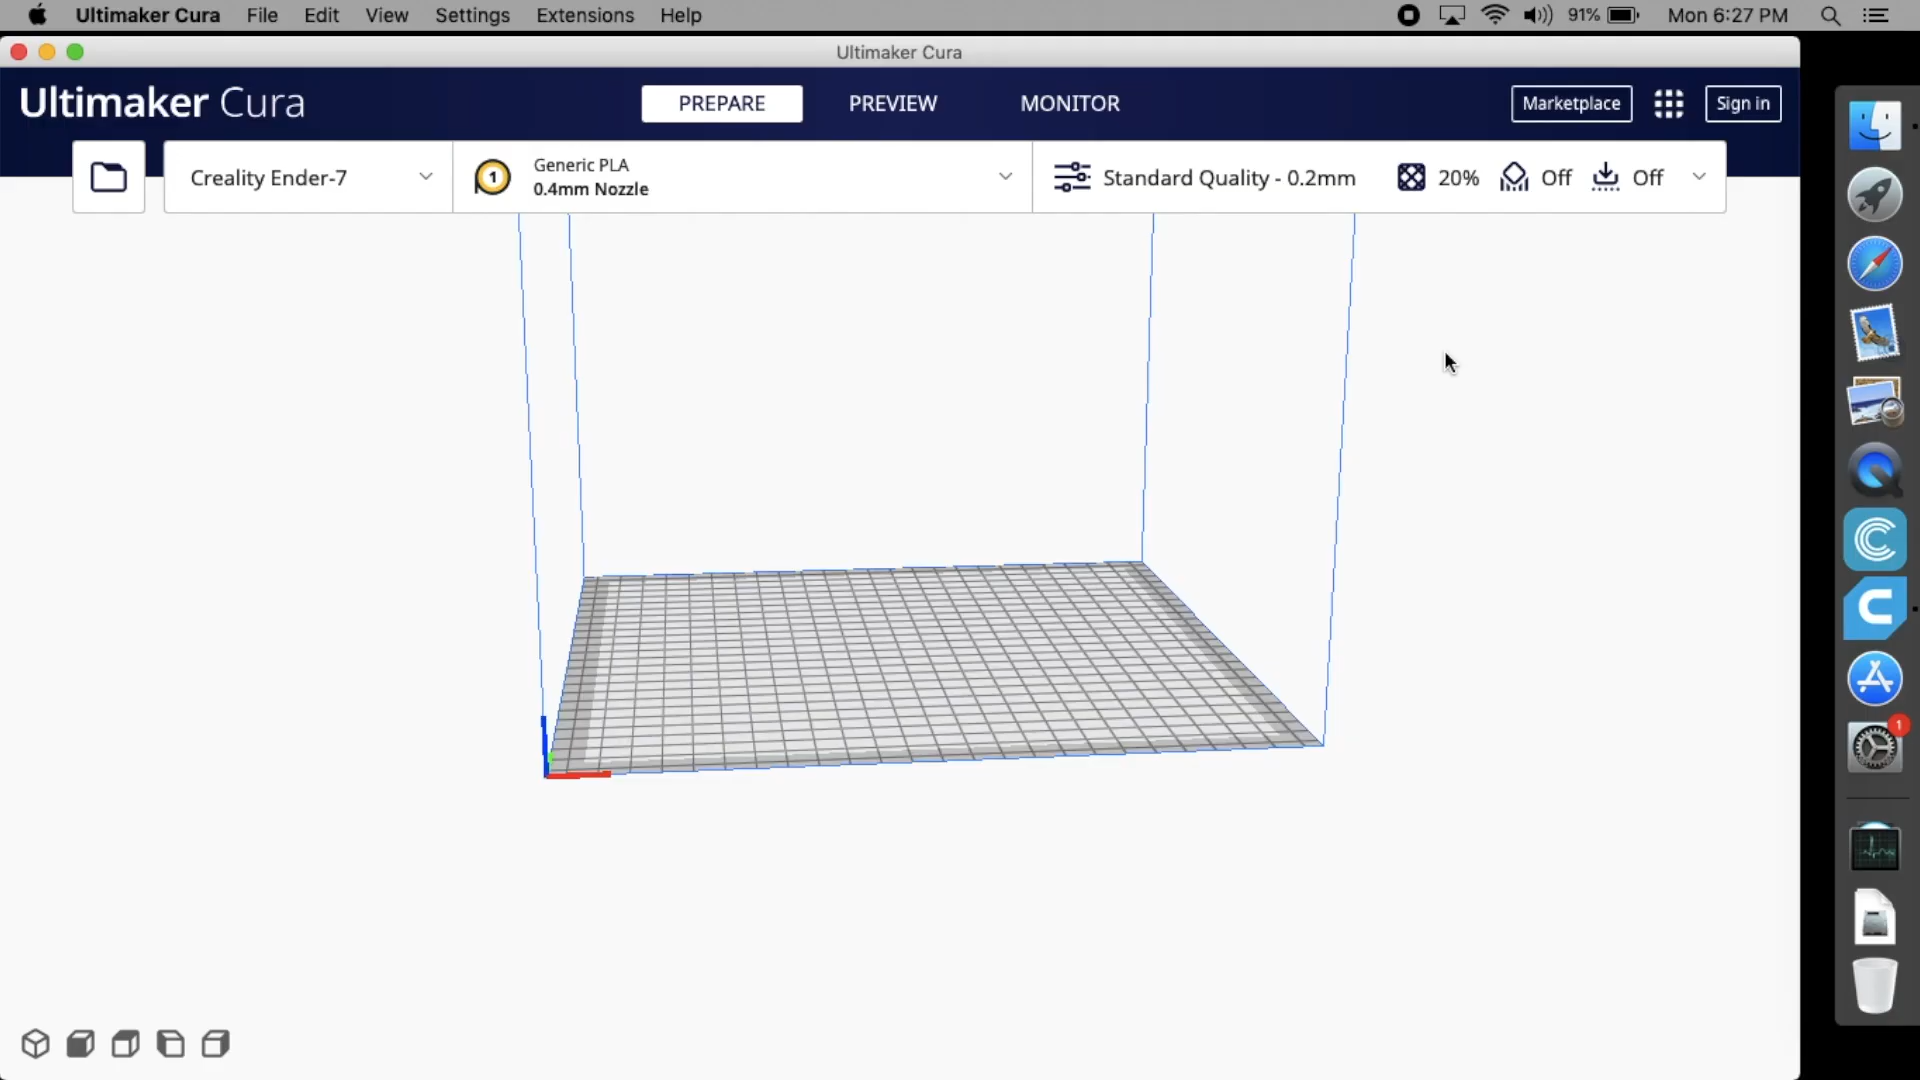 Ultimaker Cura File Edit View Settings Extensions Help 91% Mon 6:27 PM
Ultimaker Cura
Ultimaker Cura PREPARE PREVIEW MONITOR Marketplace Sign in
Creality Ender-7 1 Generic PLA Standard Quality - 0.2mm 20% Off Off
0.4mm Nozzle
1